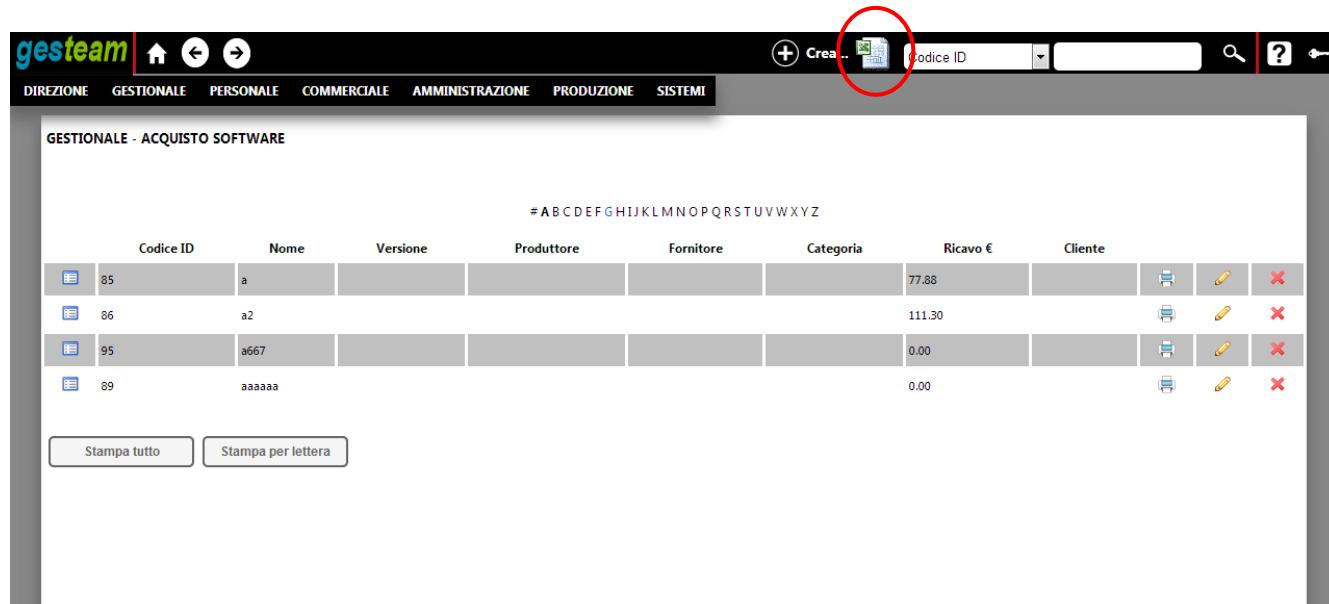 gesteam Crea... Codice ID ?
DIREZIONE GESTIONALE PERSONALE COMMERCIALE AMMINISTRAZIONE PRODUZIONE SISTEMI
GESTIONALE - ACQUISTO SOFTWARE
# A B C D E F G H I J K L M N O P Q R S T U V W X Y Z
Codice ID Nome Versione Produttore Fornitore Categoria Ricavo € Cliente
85 a 77.88
86 a2 111.30
95 a667 0.00
89 aaaaaa 0.00
Stampa tutto Stampa per lettera